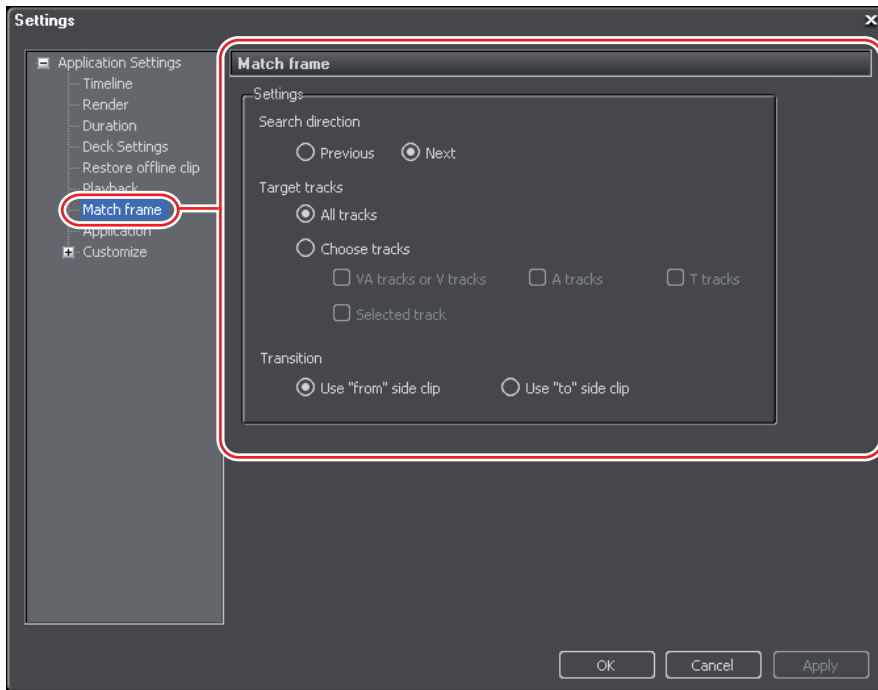 Settings
Application Settings
Timeline
Render
Duration
Deck Settings
Restore offline clip
Playback
Match frame
Application
Customize
Match frame
Settings
Search direction
Previous Next
Target tracks
All tracks
Choose tracks
VA tracks or V tracks A tracks T tracks
Selected track
Transition
Use "from" side clip Use "to" side clip
OK Cancel Apply